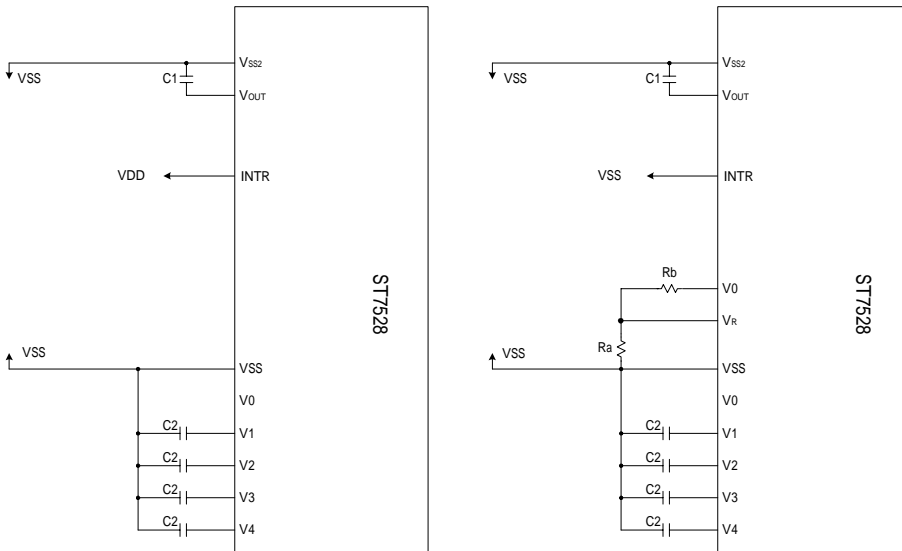 VSS
C1
VSS2
VOUT
VDD
INTR
ST7528
VSS
VSS
V0
C2
V1
C2
V2
C2
V3
C2
V4
VSS
C1
VSS2
VOUT
VSS
INTR
ST7528
Rb
V0
VR
Ra
VSS
VSS
V0
C2
V1
C2
V2
C2
V3
C2
V4